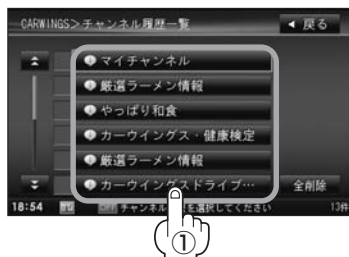 CARWINGS>チャンネル履歴一覧
戻る
マイチャンネル
厳選ラーメン情報
やっぱり和食
カーウイングス・健康検定
厳選ラーメン情報
カーウイングスドライブ…
全削除
18:54
チャンネル
を選択してください
13件
①